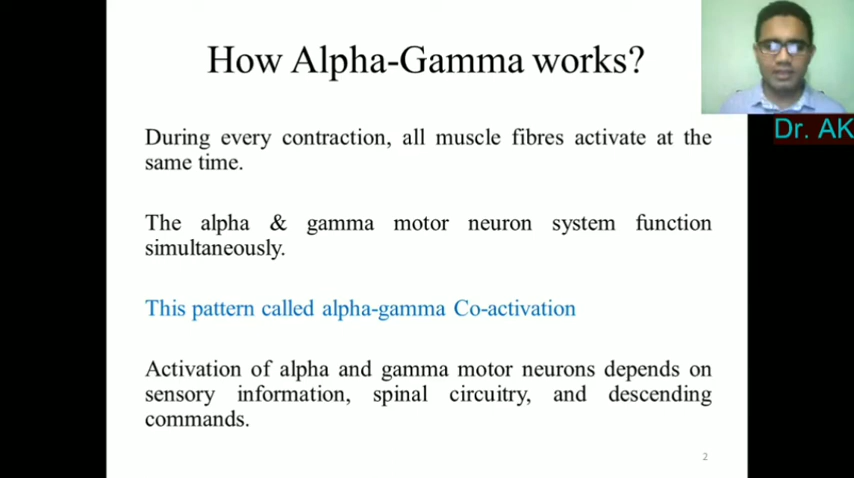 How Alpha-Gamma works?
Dr. AK
During every contraction, all muscle fibres activate at the
same time.
The alpha & gamma motor neuron system function
simultaneously.
This pattern called alpha-gamma Co-activation
Activation of alpha and gamma motor neurons depends on
sensory information, spinal circuitry, and descending
commands.
2